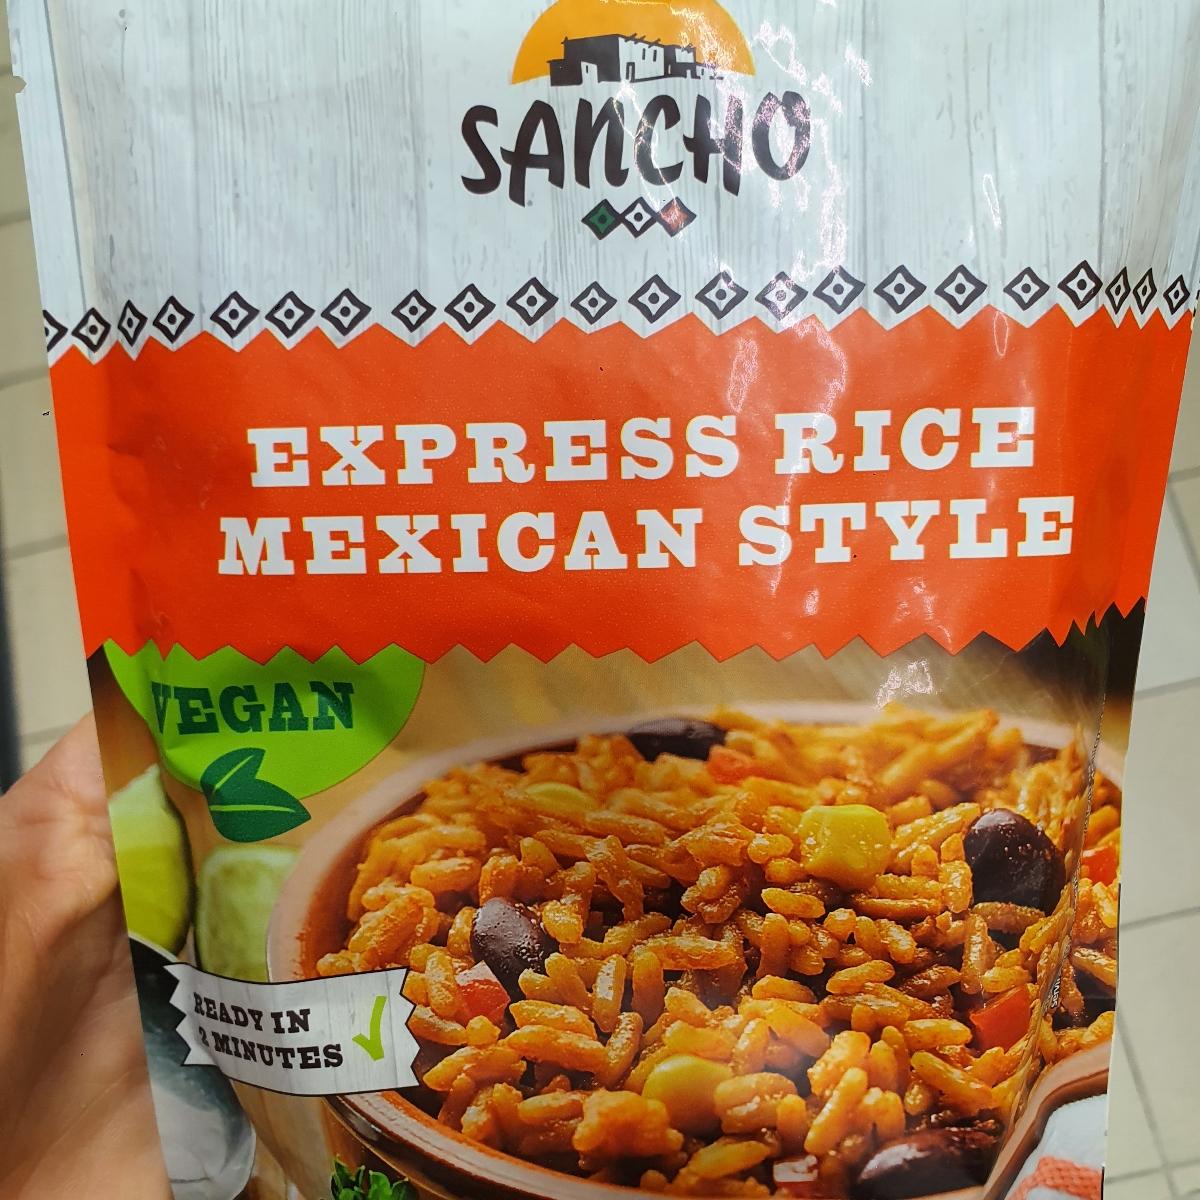 SANCHO
EXPRESS RICE
MEXICAN STYLE
VEGAN
READY IN
2 MINUTES